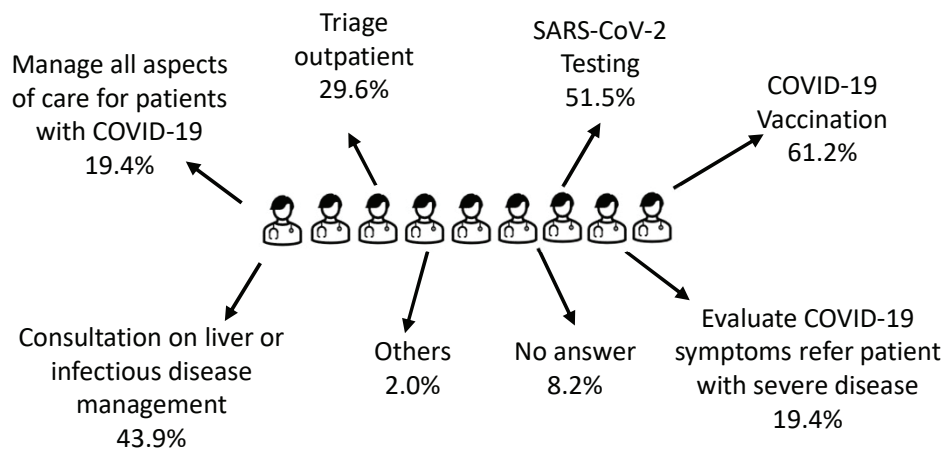 Manage all aspects
of care for patients
with COVID-19
19.4%
Triage
outpatient
29.6%
SARS-CoV-2
Testing
51.5%
COVID-19
Vaccination
61.2%
Consultation on liver or
infectious disease
management
43.9%
Others
2.0%
No answer
8.2%
Evaluate COVID-19
symptoms refer patient
with severe disease
19.4%